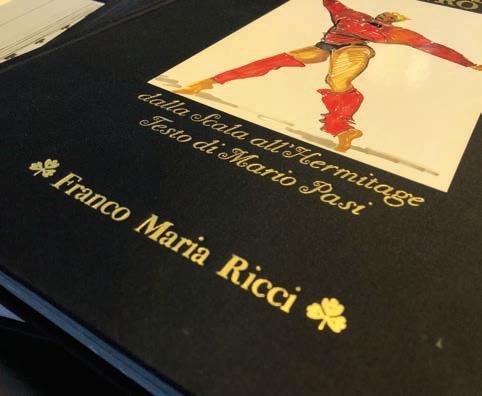 dalla Scala all'Hermitage
Testo di Mario Pasi
Franco Maria Ricci